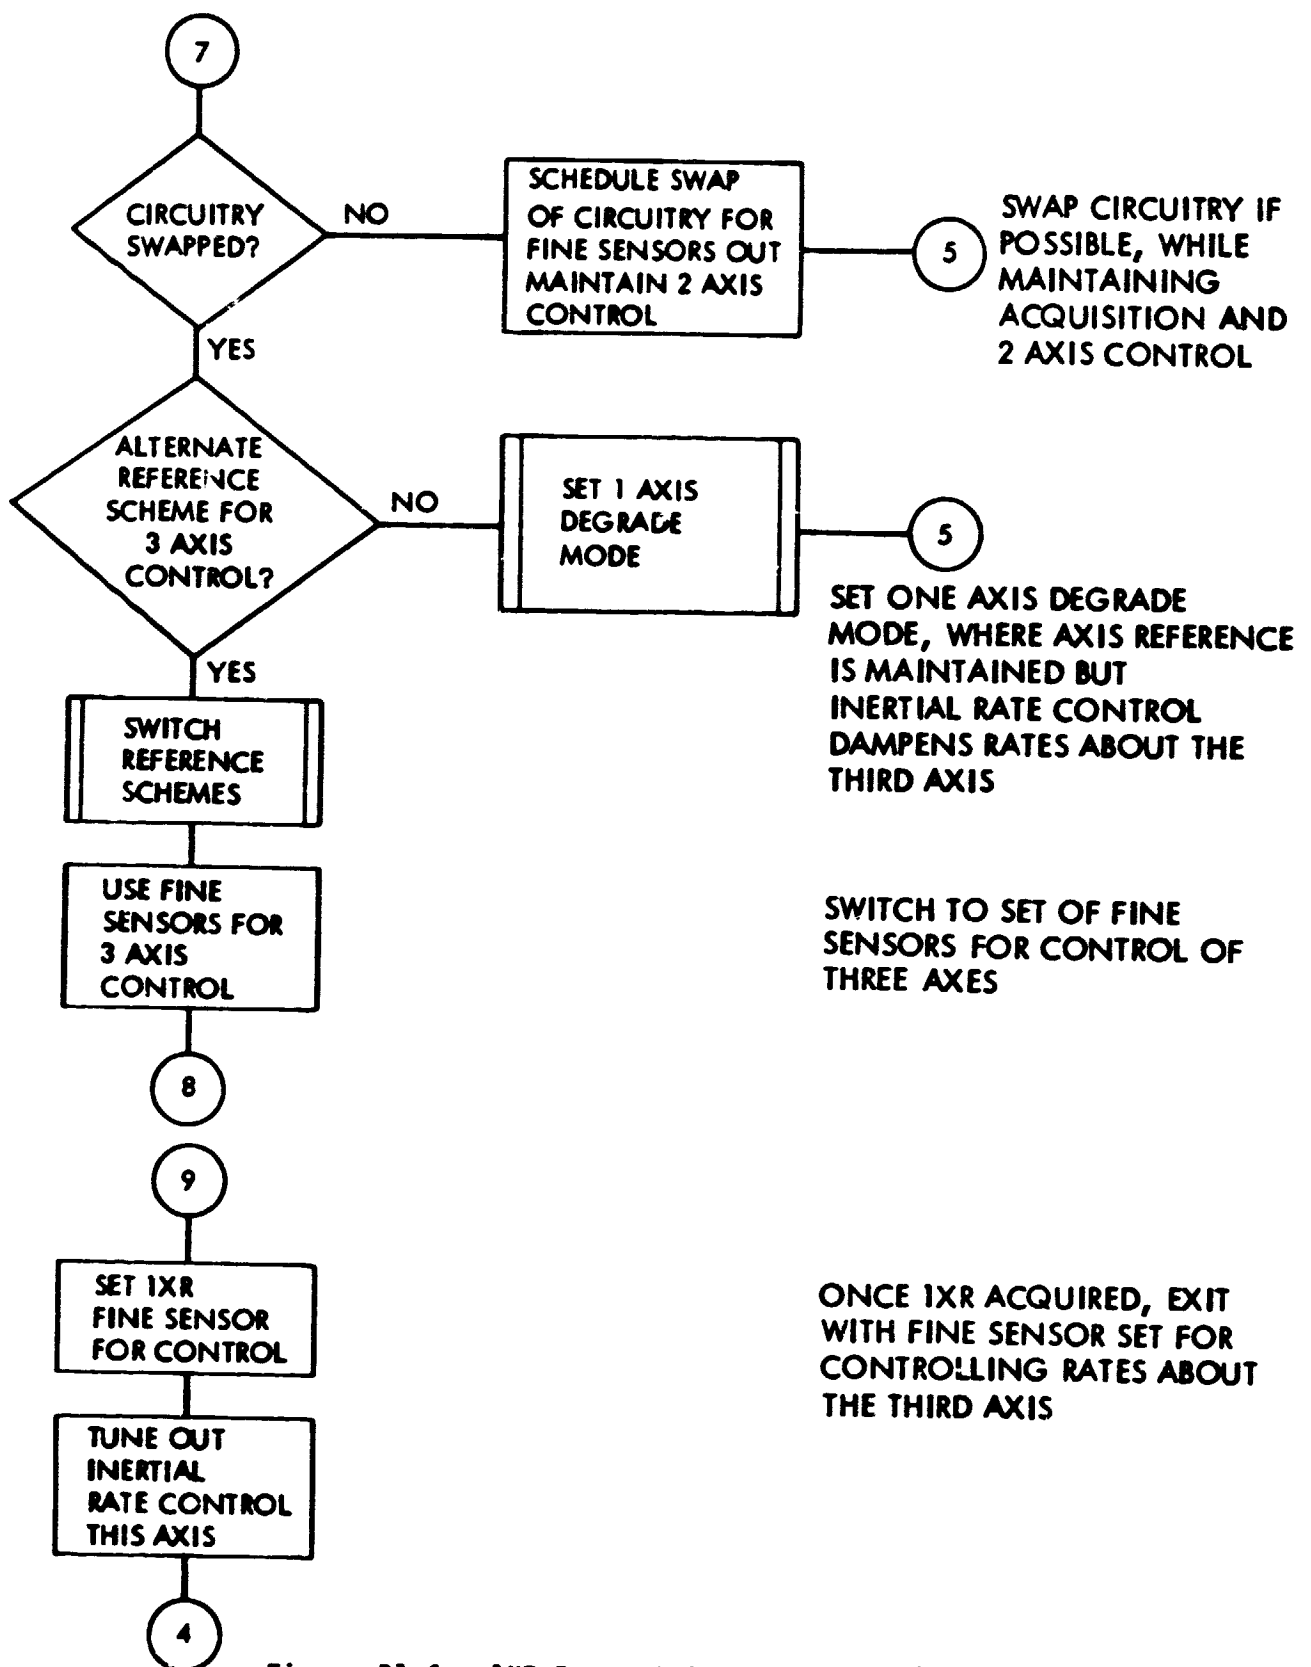 7
CIRCUITRY
SWAPPED?
NO
SCHEDULE SWAP
OF CIRCUITRY FOR
FINE SENSORS OUT
MAINTAIN 2 AXIS
CONTROL
5
SWAP CIRCUITRY IF
POSSIBLE, WHILE
MAINTAINING
ACQUISITION AND
2 AXIS CONTROL
YES
ALTERNATE
REFERENCE
SCHEME FOR
3 AXIS
CONTROL?
NO
SET 1 AXIS
DEGRADE
MODE
5
SET ONE AXIS DEGRADE
MODE, WHERE AXIS REFERENCE
IS MAINTAINED BUT
INERTIAL RATE CONTROL
DAMPENS RATES ABOUT THE
THIRD AXIS
YES
SWITCH
REFERENCE
SCHEMES
USE FINE
SENSORS FOR
3 AXIS
CONTROL
SWITCH TO SET OF FINE
SENSORS FOR CONTROL OF
THREE AXES
8
9
SET 1XR
FINE SENSOR
FOR CONTROL
ONCE 1XR ACQUIRED, EXIT
WITH FINE SENSOR SET FOR
CONTROLLING RATES ABOUT
THE THIRD AXIS
TUNE OUT
INERTIAL
RATE CONTROL
THIS AXIS
4